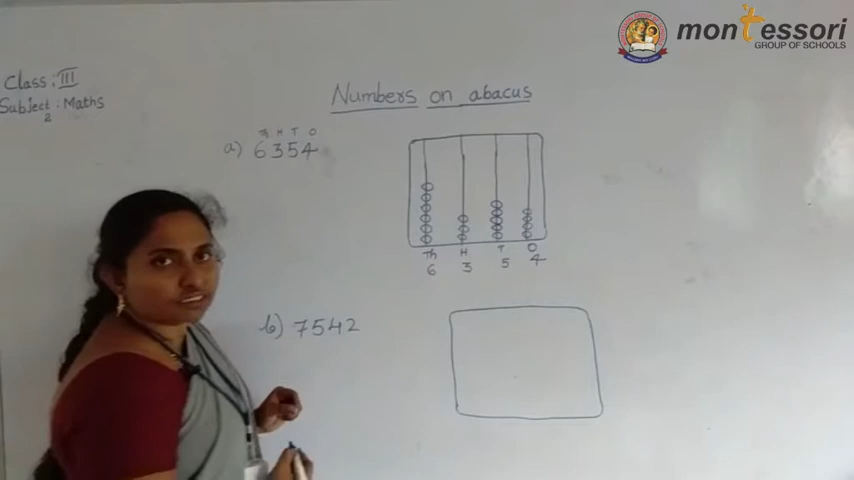 montessori
GROUP OF SCHOOLS
Class : III
Subject : Maths
2
Numbers on abacus
Th H T O
a) 6354
Th H T O
6 3 5 4
b) 7542